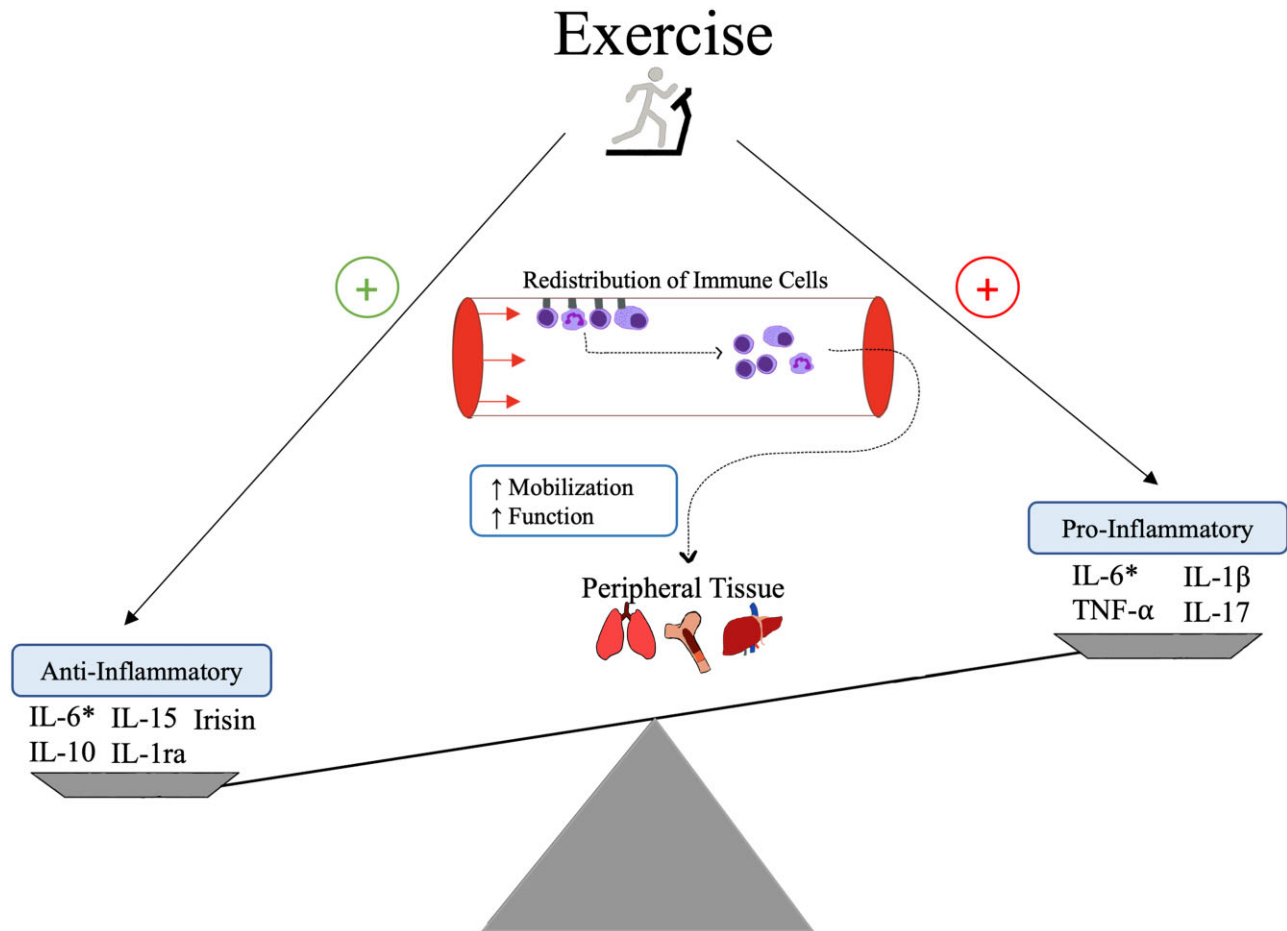 Exercise
+
+
Redistribution of Immune Cells
↑ Mobilization
↑ Function
Peripheral Tissue
Pro-Inflammatory
IL-6* IL-1β
TNF-α IL-17
Anti-Inflammatory
IL-6* IL-15 Irisin
IL-10 IL-1ra